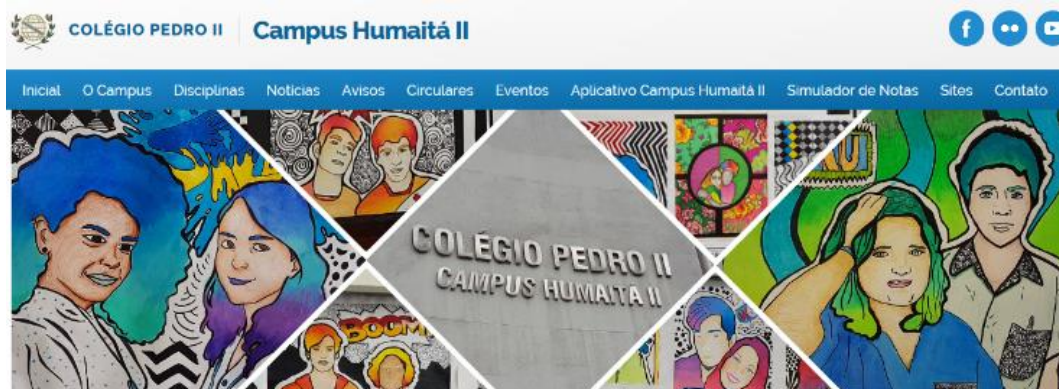 COLÉGIO PEDRO II Campus Humaitá II
Inicial O Campus Disciplinas Notícias Avisos Circulares Eventos Aplicativo Campus Humaitá II Simulador de Notas Sites Contato
COLÉGIO PEDRO II
CAMPUS HUMAITÁ II
BOOM!